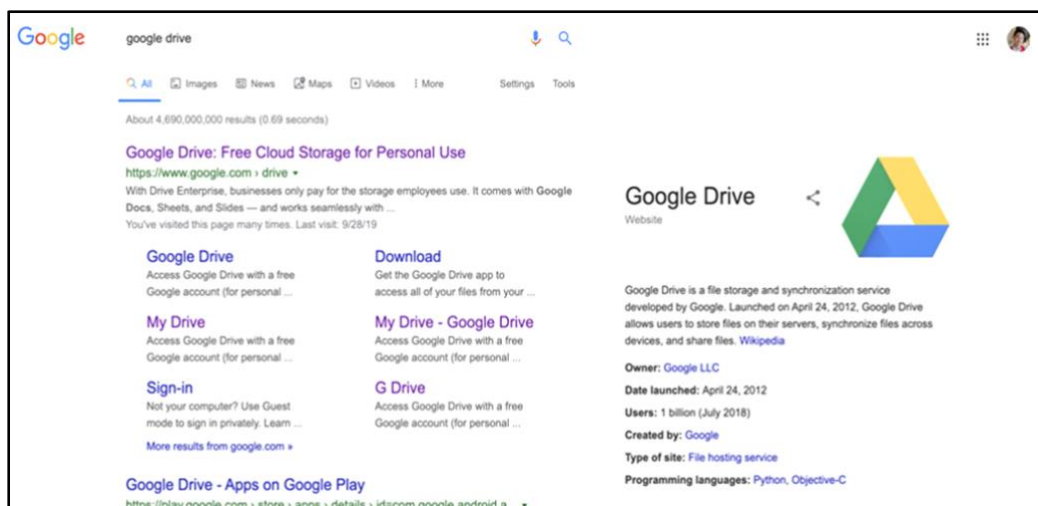 Google
google drive
All Images News Maps Videos More Settings Tools
About 4,690,000,000 results (0.69 seconds)
Google Drive: Free Cloud Storage for Personal Use
https://www.google.com › drive
With Drive Enterprise, businesses only pay for the storage employees use. It comes with Google
Docs, Sheets, and Slides — and works seamlessly with ...
You've visited this page many times. Last visit: 9/28/19
Google Drive
Access Google Drive with a free
Google account (for personal ...
Download
Get the Google Drive app to
access all of your files from your ...
My Drive
Access Google Drive with a free
Google account (for personal ...
My Drive - Google Drive
Access Google Drive with a free
Google account (for personal ...
Sign-in
Not your computer? Use Guest
mode to sign in privately. Learn ...
G Drive
Access Google Drive with a free
Google account (for personal ...
More results from google.com »
Google Drive - Apps on Google Play
https://play.google.com › store › apps › details › id=com.google.android.a...
Google Drive
Website
Google Drive is a file storage and synchronization service
developed by Google. Launched on April 24, 2012, Google Drive
allows users to store files on their servers, synchronize files across
devices, and share files. Wikipedia
Owner: Google LLC
Date launched: April 24, 2012
Users: 1 billion (July 2018)
Created by: Google
Type of site: File hosting service
Programming languages: Python, Objective-C